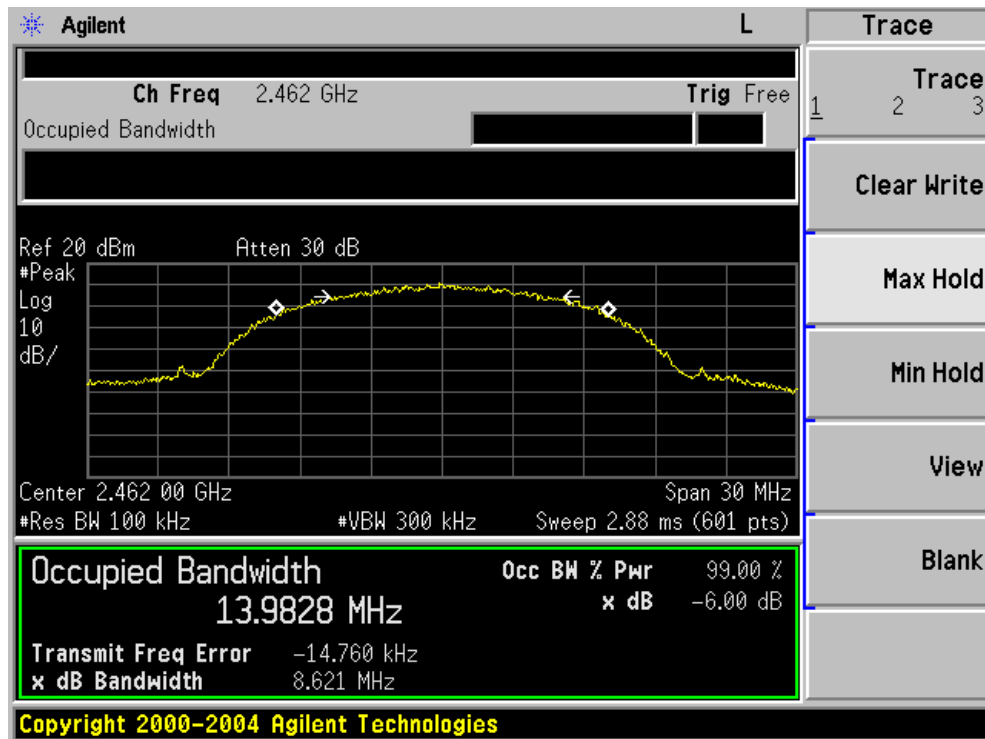 Agilent L Trace
Ch Freq 2.462 GHz Trig Free
Occupied Bandwidth
Trace
1 2 3
Clear Write
Max Hold
Min Hold
View
Blank
Ref 20 dBm Atten 30 dB
#Peak
Log
10
dB/
Center 2.462 00 GHz Span 30 MHz
#Res BW 100 kHz #VBW 300 kHz Sweep 2.88 ms (601 pts)
Occupied Bandwidth Occ BW % Pwr 99.00 %
13.9828 MHz x dB -6.00 dB
Transmit Freq Error -14.760 kHz
x dB Bandwidth 8.621 MHz
Copyright 2000-2004 Agilent Technologies